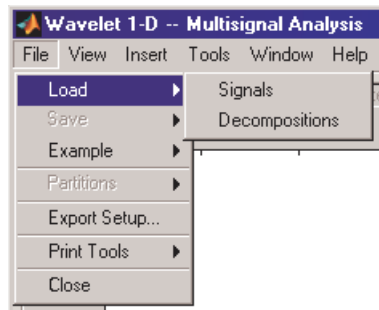 Wavelet 1-D -- Multisignal Analysis
File View Insert Tools Window Help
Load
Signals
Save
Decompositions
Example
Partitions
Export Setup...
Print Tools
Close